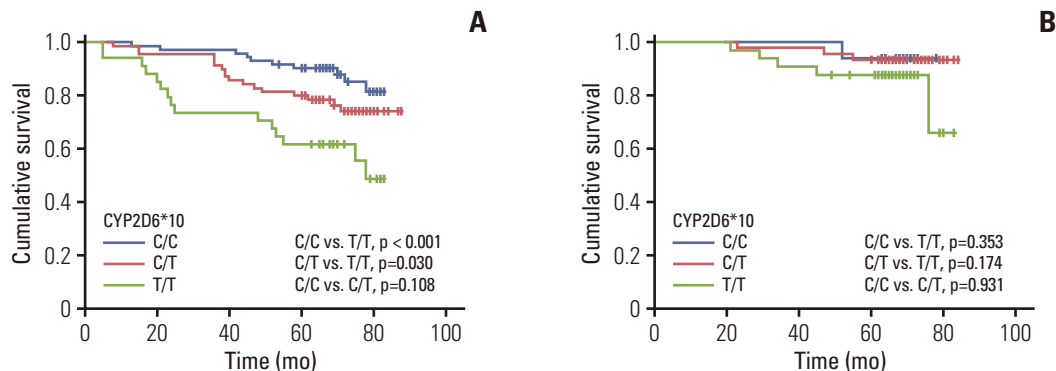 A
Cumulative survival
1.0
0.8
0.6
0.4
0.2
0
CYP2D6*10
C/C C/C vs. T/T, p < 0.001
C/T C/T vs. T/T, p=0.030
T/T C/C vs. C/T, p=0.108
0 20 40 60 80 100
Time (mo)
B
Cumulative survival
1.0
0.8
0.6
0.4
0.2
0
CYP2D6*10
C/C C/C vs. T/T, p=0.353
C/T C/T vs. T/T, p=0.174
T/T C/C vs. C/T, p=0.931
0 20 40 60 80 100
Time (mo)